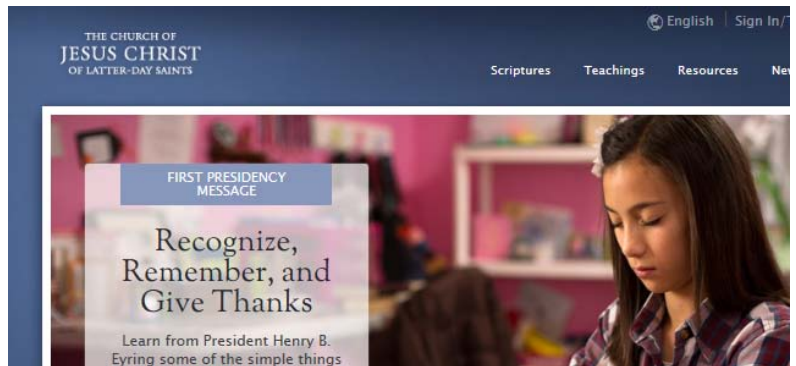 English | Sign In/
THE CHURCH OF
JESUS CHRIST
OF LATTER-DAY SAINTS
Scriptures Teachings Resources
FIRST PRESIDENCY
MESSAGE
Recognize,
Remember, and
Give Thanks
Learn from President Henry B.
Eyring some of the simple things